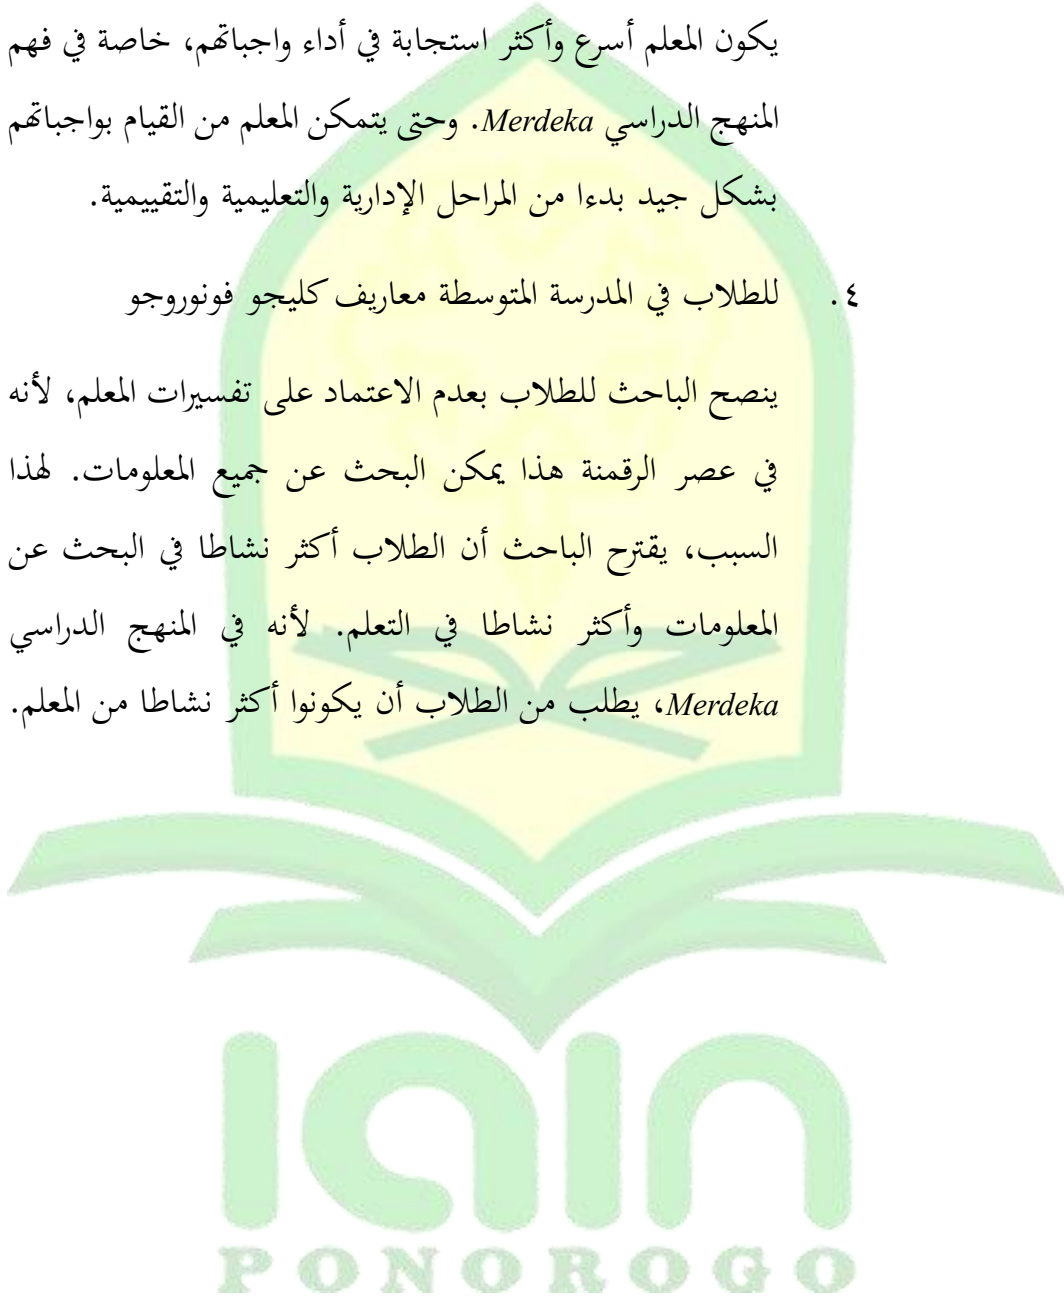 يكون المعلم أسرع وأكثر استجابة في أداء واجباتهم، خاصة في فهم
المنهج الدراسي Merdeka. وحتى يتمكن المعلم من القيام بواجباتهم
بشكل جيد بدءا من المراحل الإدارية والتعليمية والتقييمية.
٤. للطلاب في المدرسة المتوسطة معاريف كليجو فونوروجو
ينصح الباحث للطلاب بعدم الاعتماد على تفسيرات المعلم، لأنه
في عصر الرقمنة هذا يمكن البحث عن جميع المعلومات. لهذا
السبب، يقترح الباحث أن الطلاب أكثر نشاطا في البحث عن
المعلومات وأكثر نشاطا في التعلم. لأنه في المنهج الدراسي
Merdeka، يطلب من الطلاب أن يكونوا أكثر نشاطا من المعلم.
IAIN
PONOROGO